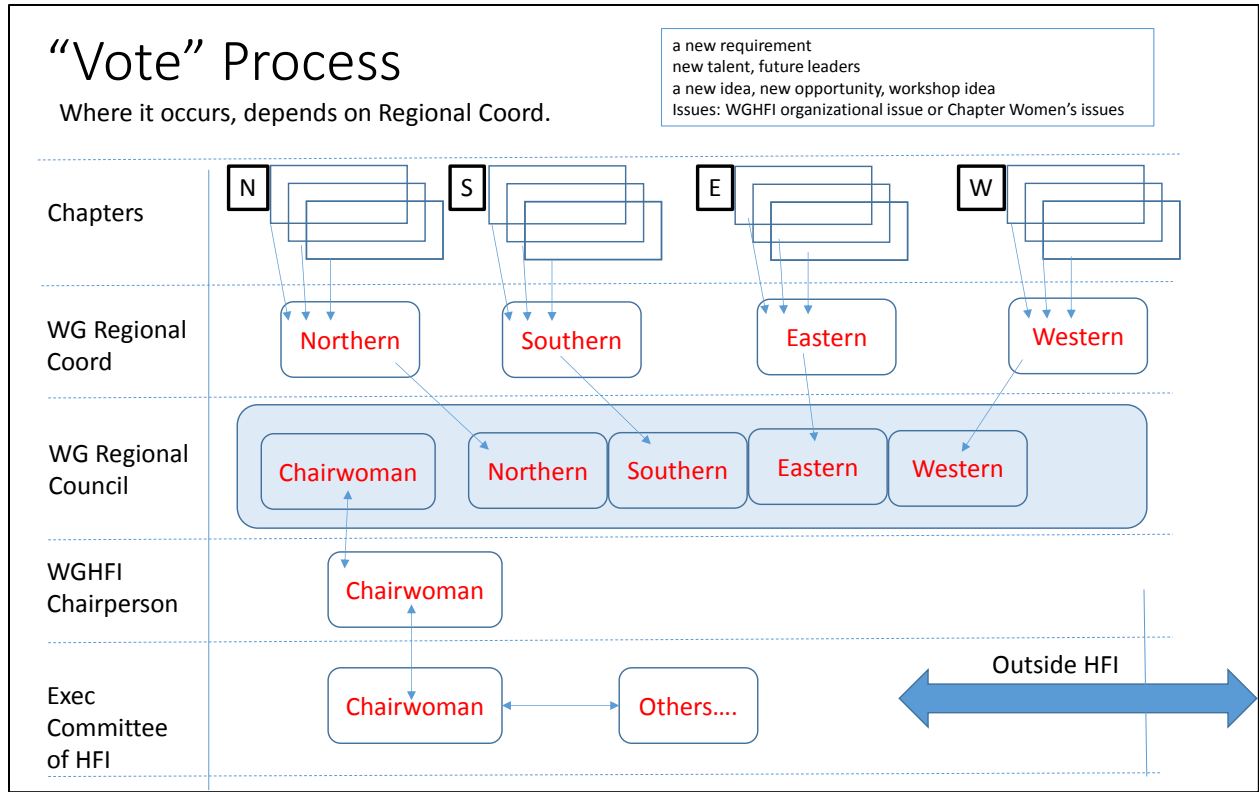 “Vote” Process
Where it occurs, depends on Regional Coord.
a new requirement
new talent, future leaders
a new idea, new opportunity, workshop idea
Issues: WGHFI organizational issue or Chapter Women’s issues
Chapters
N
S
E
W
WG Regional
Coord
Northern
Southern
Eastern
Western
WG Regional
Council
Chairwoman
Northern
Southern
Eastern
Western
WGHFI
Chairperson
Chairwoman
Exec
Committee
of HFI
Chairwoman
Others....
Outside HFI